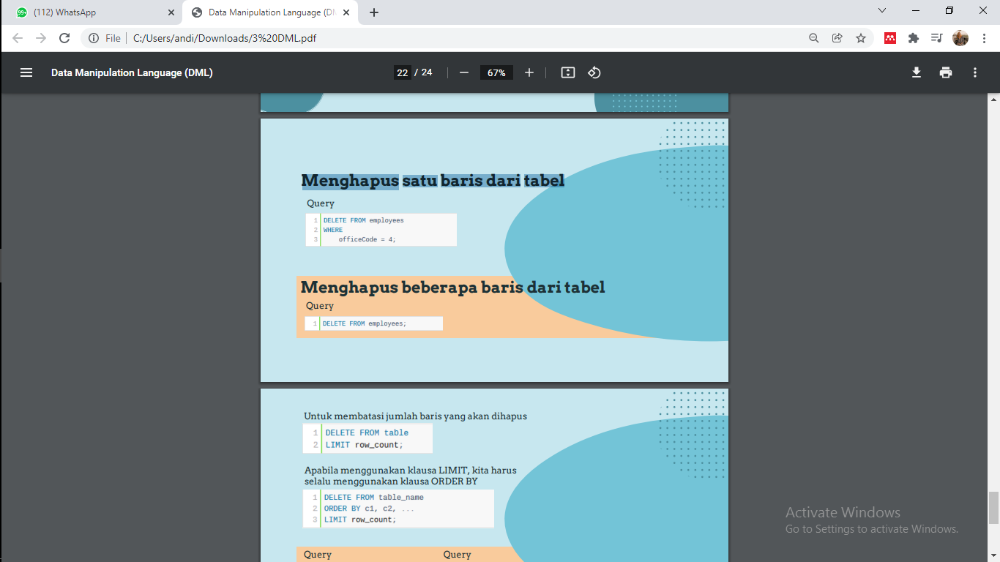 99+
(112) WhatsApp
Data Manipulation Language (DM
File
C:/Users/andi/Downloads/3%20DML.pdf
Data Manipulation Language (DML)
22 / 24
67%
Menghapus satu baris dari tabel
Query
1 DELETE FROM employees
2 WHERE
3 officeCode = 4;
Menghapus beberapa baris dari tabel
Query
1 DELETE FROM employees;
Untuk membatasi jumlah baris yang akan dihapus
1 DELETE FROM table
2 LIMIT row_count;
Apabila menggunakan klausa LIMIT, kita harus
selalu menggunakan klausa ORDER BY
1 DELETE FROM table_name
2 ORDER BY c1, c2, ...
3 LIMIT row_count;
Query Query
Activate Windows
Go to Settings to activate Windows.